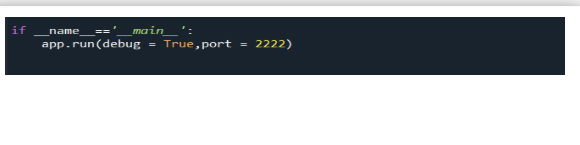 if __name__=='__main__':
    app.run(debug = True,port = 2222)